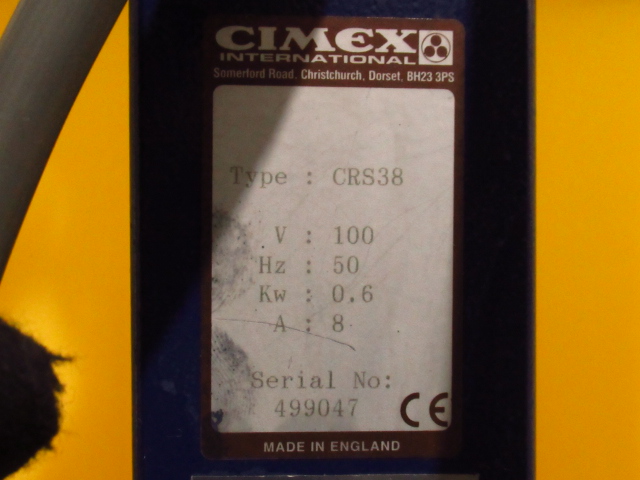 CIMEX
INTERNATIONAL
Somerford Road, Christchurch, Dorset, BH23 3PS
Type : CRS38
V : 100
Hz : 50
Kw : 0.6
A : 8
Serial No:
499047
CE
MADE IN ENGLAND